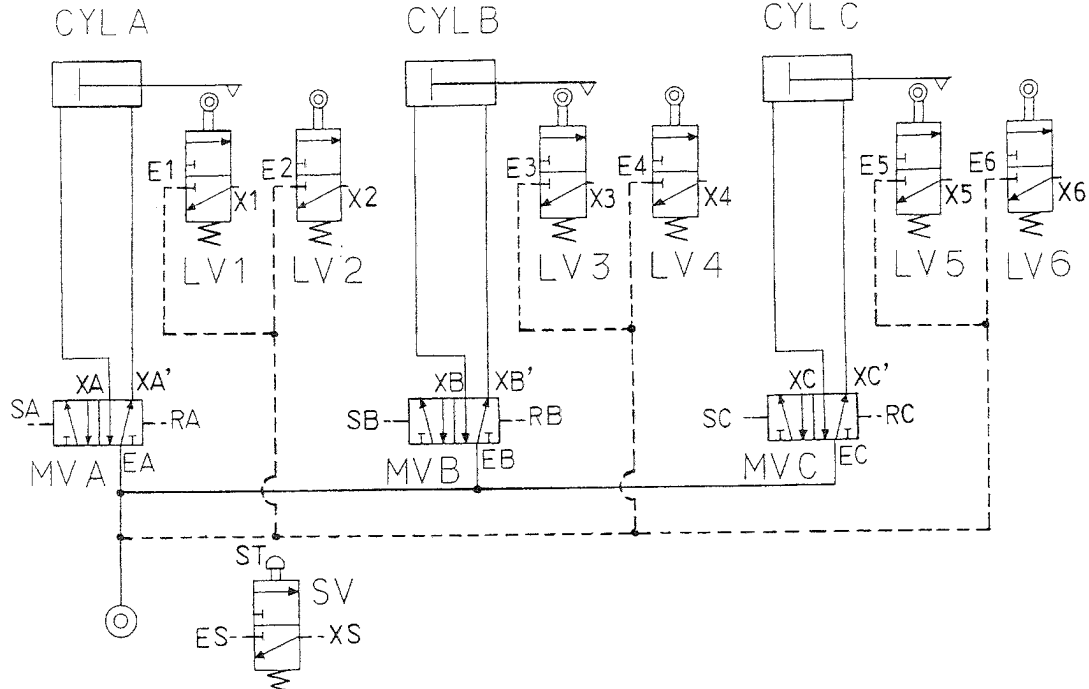 CYL A CYL B CYL C
E1 E2 E3 E4 E5 E6
X1 X2 X3 X4 X5 X6
LV1 LV2 LV3 LV4 LV5 LV6
XA XA' XB XB' XC XC'
SA RA SB RB SC RC
MVA EA MVB EB MVC EC
ST SV
ES XS